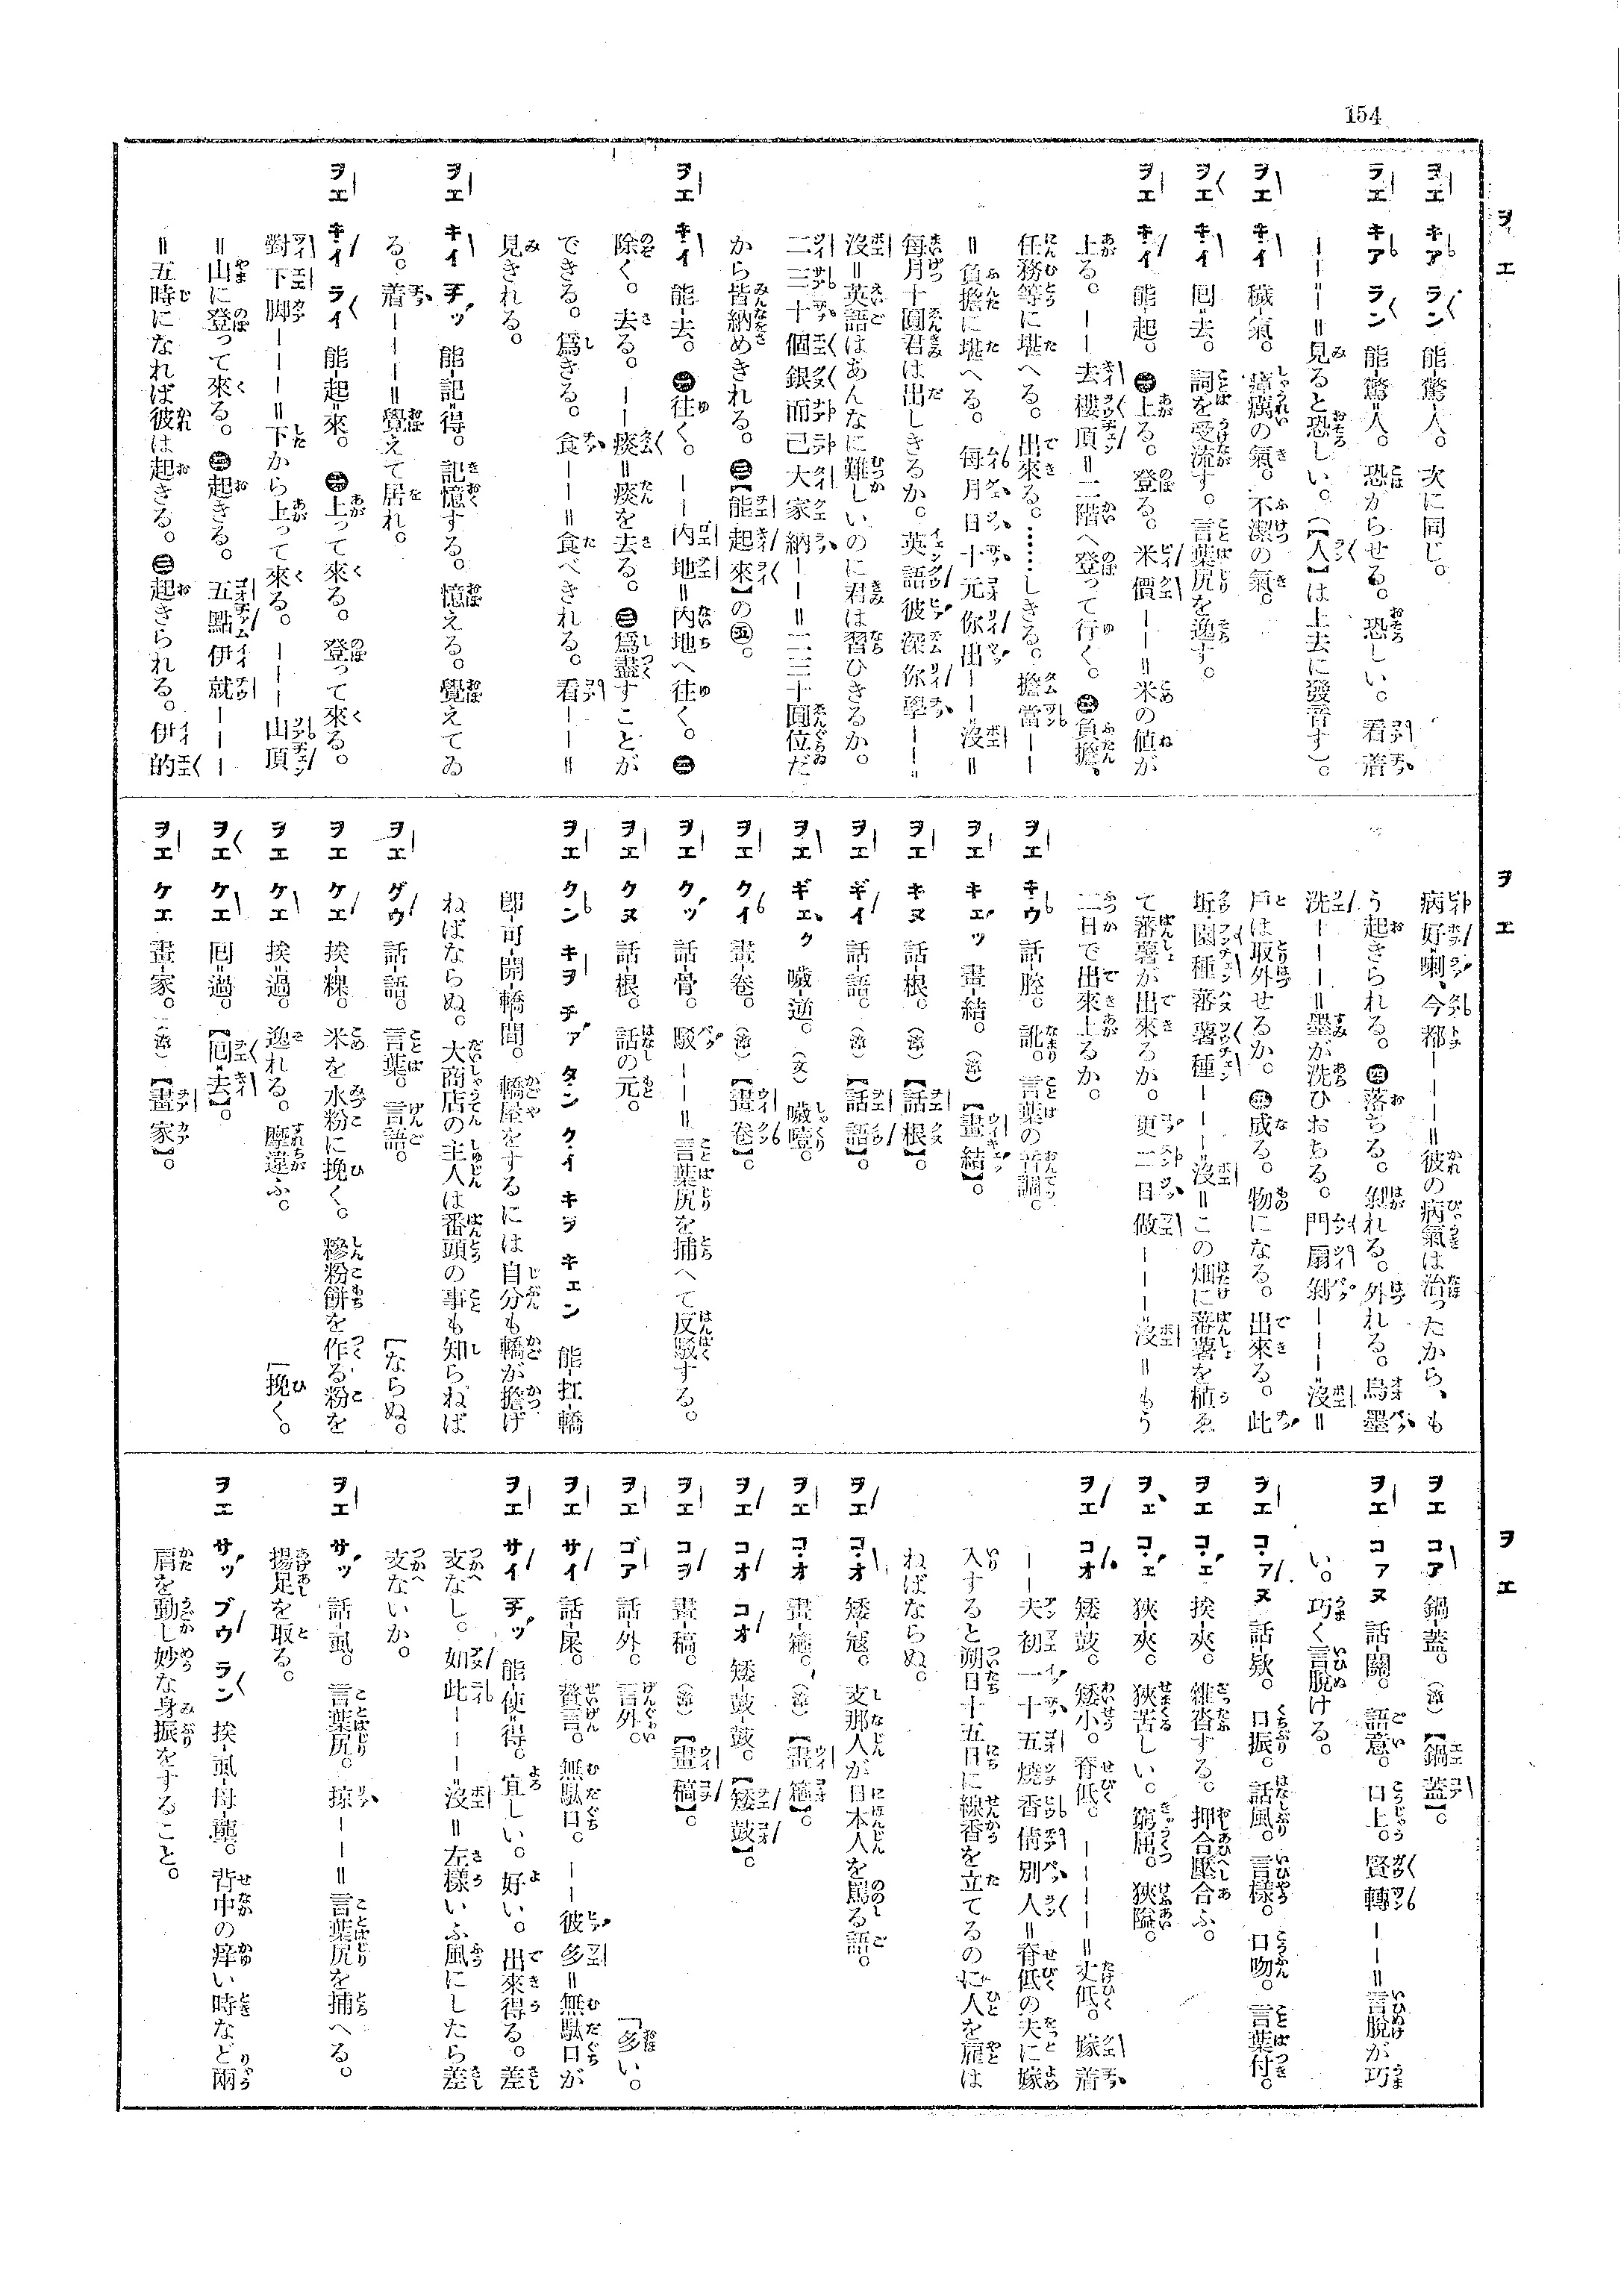 154
ヲエ
ヲエ キア ラン 能-驚人。次に同じ。
ヲエ キア ラン 能-驚=人。恐がらせる。恐しい。看着
ーー=ー=見ると恐しい。(【人】は上去に發音す)。
ヲエ キイ 穢-氣。瘴癘の氣。不潔の氣。
ヲエ キイ 囘=去。詞を受流す。言葉尻を逸す。
ヲエ キイ 能-起。㊀上る。登る。米價ーー=米の値が
上る。ーー去樓頂=二階へ登って行く。㊁負擔、
任務等に堪へる。出來る。……しきる。擔當ーー
=負擔に堪へる。每月日十元你出ーー=沒=
每月十圓君は出しきるか。英語彼深你學ーー=
沒=英語はあんなに難しいのに君は習ひきるか。
二三十個銀而已大家納ーー=二三十圓位だ
から皆納めきれる。㊂【能起來】の㊄。
ヲエ キイ 能-去。㊀往く。ーー內地=內地へ往く。㊁
除く。去る。ーー痰=痰を去る。㊂爲盡すことが
できる。爲きる。食ーー=食べきれる。看ーー=
見きれる。
ヲエ キイ チッ 能-記=得。記憶する。憶える。覺えてゐ
る。着ーーー=覺えて居れ。
ヲエ キイ ライ 能-起=來。㊀上って來る。登って來る。
對下脚ーーー=下から上って來る。ーーー山頂
=山に登って來る。㊁起きる。五點伊就ーーー
=五時になれば彼は起きる。㊂起きられる。伊的
ヲエ
病好喇、今都ーーー=彼の病氣は治ったから、も
う起きられる。㊃落ちる。剝れる。外れる。烏墨
洗ーーー=墨が洗ひおちる。門扇剝ーーー=沒=
戶は取外せるか。㊄成る。物になる。出來る。此
坵園種蕃薯種ーーー=沒=この畑に蕃薯を植ゑ
て蕃薯が出來るか。更二日做ーーー=沒=もう
二日で出來上るか。
ヲエ キウ 話-腔。訛。言葉の音調。
ヲエ キェッ 畫-結。(漳)【畫結】。
ヲエ キヌ 話-根。(漳)【話根】。
ヲエ ギイ 話-語。(漳)【話語】。
ヲエ ギェク 噦-逆。(文)噦噎。
ヲエ クイ 畫-卷。(漳)【畫卷】。
ヲエ クッ 話-骨。駁ーー=言葉尻を捕へて反駁する。
ヲエ クヌ 話-根。話の元。
ヲエ クン キヲ チァ タン クイ キヲ キェン 能-扛-轎
卽-可-開-轎間。轎屋をするには自分も轎が擔げ
ねばならぬ。大商店の主人は番頭の事も知らねば
ヲエ グウ 話-語。言葉。言語。 [ならぬ。
ヲエ ケエ 挨-粿。米を水粉に挽く。糝粉餅を作る粉を
ヲエ ケエ 挨=過。逸れる。摩違ふ。 [挽く。
ヲエ ケエ 囘=過。【囘=去】。
ヲエ ケエ 畫-家。(漳)【畫家】。
ヲエ
ヲエ コア 鍋-蓋。(漳)【鍋蓋】。
ヲエ コアヌ 話-關。語意。口上。賢轉ーー=言脫が巧
い。巧く言脫ける。
ヲエ コアヌ 話-欵。口振。話風。言樣。口吻。言葉付。
ヲエ コェ 挨-夾。雜沓する。押合壓合ふ。
ヲェ コェ 狹-夾。狹苦しい。窮屈。狹隘。
ヲエ コオ 矮-鼓。矮小。脊低。ーーーー=丈低。嫁着
ーー夫初一十五燒香倩別人=脊低の夫に嫁
入すると朔日十五日に線香を立てるのに人を雇は
ねばならぬ。
ヲエ コオ 矮-寇。支那人が日本人を罵る語。
ヲエ コオ 畫-箍。(漳)【畫箍】。
ヲエ コオ コオ 矮-鼓-鼓。【矮鼓】。
ヲエ コヲ 畫-稿。(漳)【畫稿】。
ヲエ ゴア 話-外。言外。 [多い。
ヲエ サイ 話-屎。贅言。無駄口。ーー彼多=無駄口が
ヲエ サイ チッ 能-使=得。宜しい。好い。出來得る。差
支なし。如此ーーー=沒=左樣いふ風にしたら差
支ないか。
ヲエ サッ 話-虱。言葉尻。掠ーー=言葉尻を捕へる。
揚足を取る。
ヲエ サッ ブウ ラン 挨-虱-母-龐。背中の痒い時など兩
肩を動し妙な身振をすること。